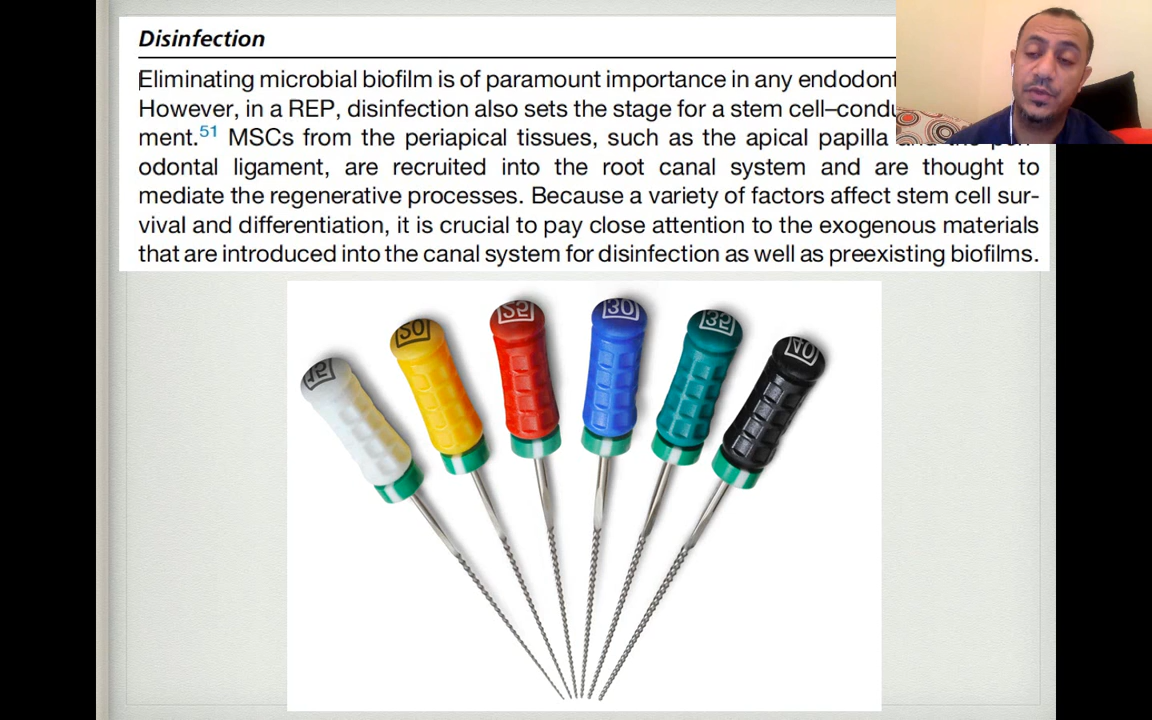 Disinfection
Eliminating microbial biofilm is of paramount importance in any
However, in a REP, disinfection also sets the stage for a stem
ment.51 MSCs from the periapical tissues, such as the apical papilla
odontal ligament, are recruited into the root canal system and are thought to
mediate the regenerative processes. Because a variety of factors affect stem cell sur-
vival and differentiation, it is crucial to pay close attention to the exogenous materials
that are introduced into the canal system for disinfection as well as preexisting biofilms.
15
20
25
30
35
40